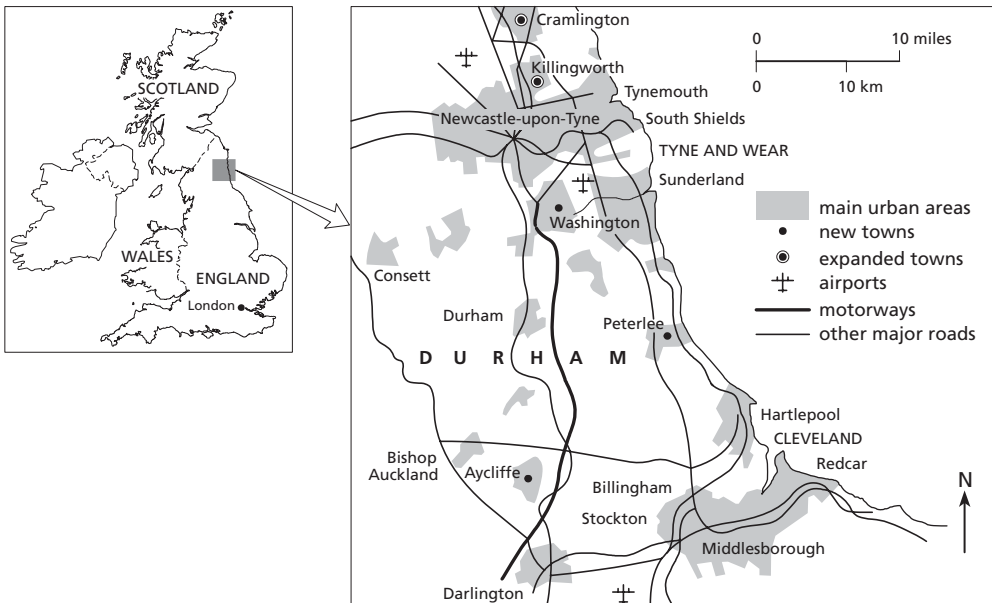 SCOTLAND
WALES
ENGLAND
London
Cramlington
Killingworth
Tynemouth
Newcastle-upon-Tyne
South Shields
TYNE AND WEAR
Sunderland
Washington
Consett
Durham
Peterlee
DURHAM
Hartlepool
CLEVELAND
Redcar
Bishop
Auckland
Aycliffe
Billingham
Stockton
Middlesborough
Darlington
0 10 miles
0 10 km
main urban areas
new towns
expanded towns
airports
motorways
other major roads
N